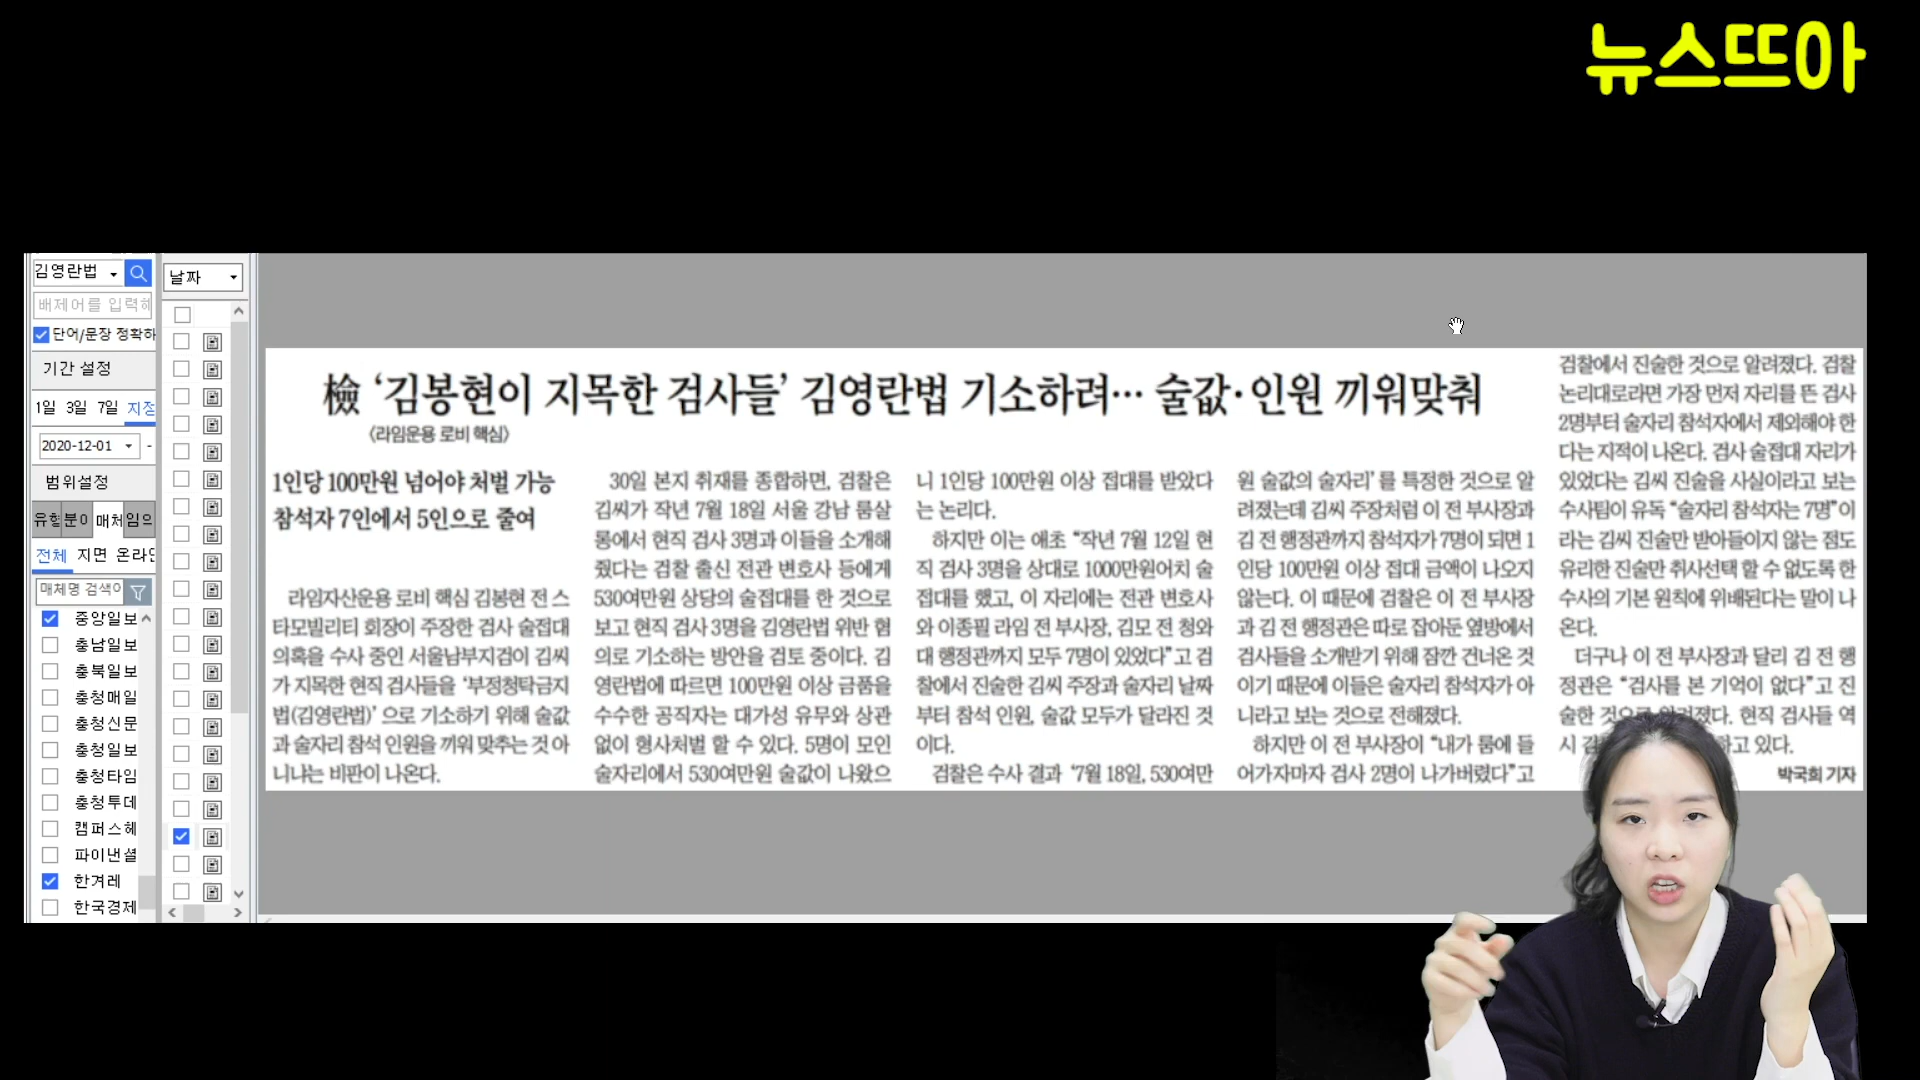 뉴스뜨아
김영란법
배제어를 입력하
단어/문장 정확하
기간 설정
1일 3일 7일 지정
2020-12-01 -
범위설정
유형 분야 매체 임의
전체 지면 온라인
매체명 검색어
중앙일보
충남일보
충북일보
충청매일
충청신문
충청일보
충청타임
충청투데
캠퍼스헤
파이낸셜
한겨레
한국경제
날짜
檢 ‘김봉현이 지목한 검사들’ 김영란법 기소하려… 술값·인원 끼워맞춰
〈라임운용 로비 핵심〉
1인당 100만원 넘어야 처벌 가능
참석자 7인에서 5인으로 줄여
라임자산운용 로비 핵심 김봉현 전 스
타모빌리티 회장이 주장한 검사 술접대
의혹을 수사 중인 서울남부지검이 김씨
가 지목한 현직 검사들을 ‘부정청탁금지
법(김영란법)’으로 기소하기 위해 술값
과 술자리 참석 인원을 끼워 맞추는 것 아
니냐는 비판이 나온다.
30일 본지 취재를 종합하면, 검찰은
김씨가 작년 7월 18일 서울 강남 룸살
롱에서 현직 검사 3명과 이들을 소개해
줬다는 검찰 출신 전관 변호사 등에게
530여만원 상당의 술접대를 한 것으로
보고 현직 검사 3명을 김영란법 위반 혐
의로 기소하는 방안을 검토 중이다. 김
영란법에 따르면 100만원 이상 금품을
수수한 공직자는 대가성 유무와 상관
없이 형사처벌 할 수 있다. 5명이 모인
술자리에서 530여만원 술값이 나왔으
니 1인당 100만원 이상 접대를 받았다
는 논리다.
하지만 이는 애초 “작년 7월 12일 현
직 검사 3명을 상대로 1000만원어치 술
접대를 했고, 이 자리에는 전관 변호사
와 이종필 라임 전 부사장, 김모 전 청와
대 행정관까지 모두 7명이 있었다”고 검
찰에서 진술한 김씨 주장과 술자리 날짜
부터 참석 인원, 술값 모두가 달라진 것
이다.
검찰은 수사 결과 ‘7월 18일, 530여만
원 술값의 술자리’를 특정한 것으로 알
려졌는데 김씨 주장처럼 이 전 부사장과
김 전 행정관까지 참석자가 7명이 되면 1
인당 100만원 이상 접대 금액이 나오지
않는다. 이 때문에 검찰은 이 전 부사장
과 김 전 행정관은 따로 잡아둔 옆방에서
검사들을 소개받기 위해 잠깐 건너온 것
이기 때문에 이들은 술자리 참석자가 아
니라고 보는 것으로 전해졌다.
하지만 이 전 부사장이 “내가 룸에 들
어가자마자 검사 2명이 나가버렸다”고
검찰에서 진술한 것으로 알려졌다. 검찰
논리대로라면 가장 먼저 자리를 뜬 검사
2명부터 술자리 참석자에서 제외해야 한
다는 지적이 나온다. 검사 술접대 자리가
있었다는 김씨 진술을 사실이라고 보는
수사팀이 유독 “술자리 참석자는 7명”이
라는 김씨 진술만 받아들이지 않는 점도
유리한 진술만 취사선택 할 수 없도록 한
수사의 기본 원칙에 위배된다는 말이 나
온다.
더구나 이 전 부사장과 달리 김 전 행
정관은 “검사를 본 기억이 없다”고 진
술한 것으로 알려졌다. 현직 검사들 역
시 하고 있다.
박국희 기자